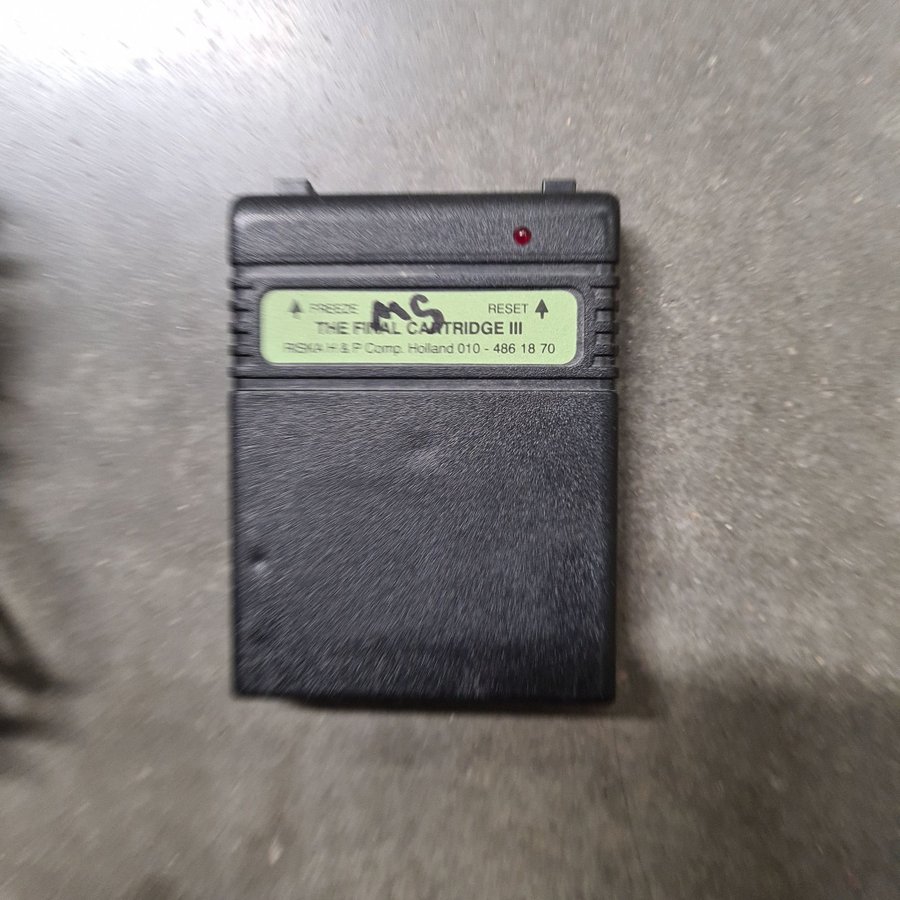 FREEZE MS RESET
THE FINAL CARTRIDGE III
RISKA H & P Comp. Holland 010 - 486 18 70